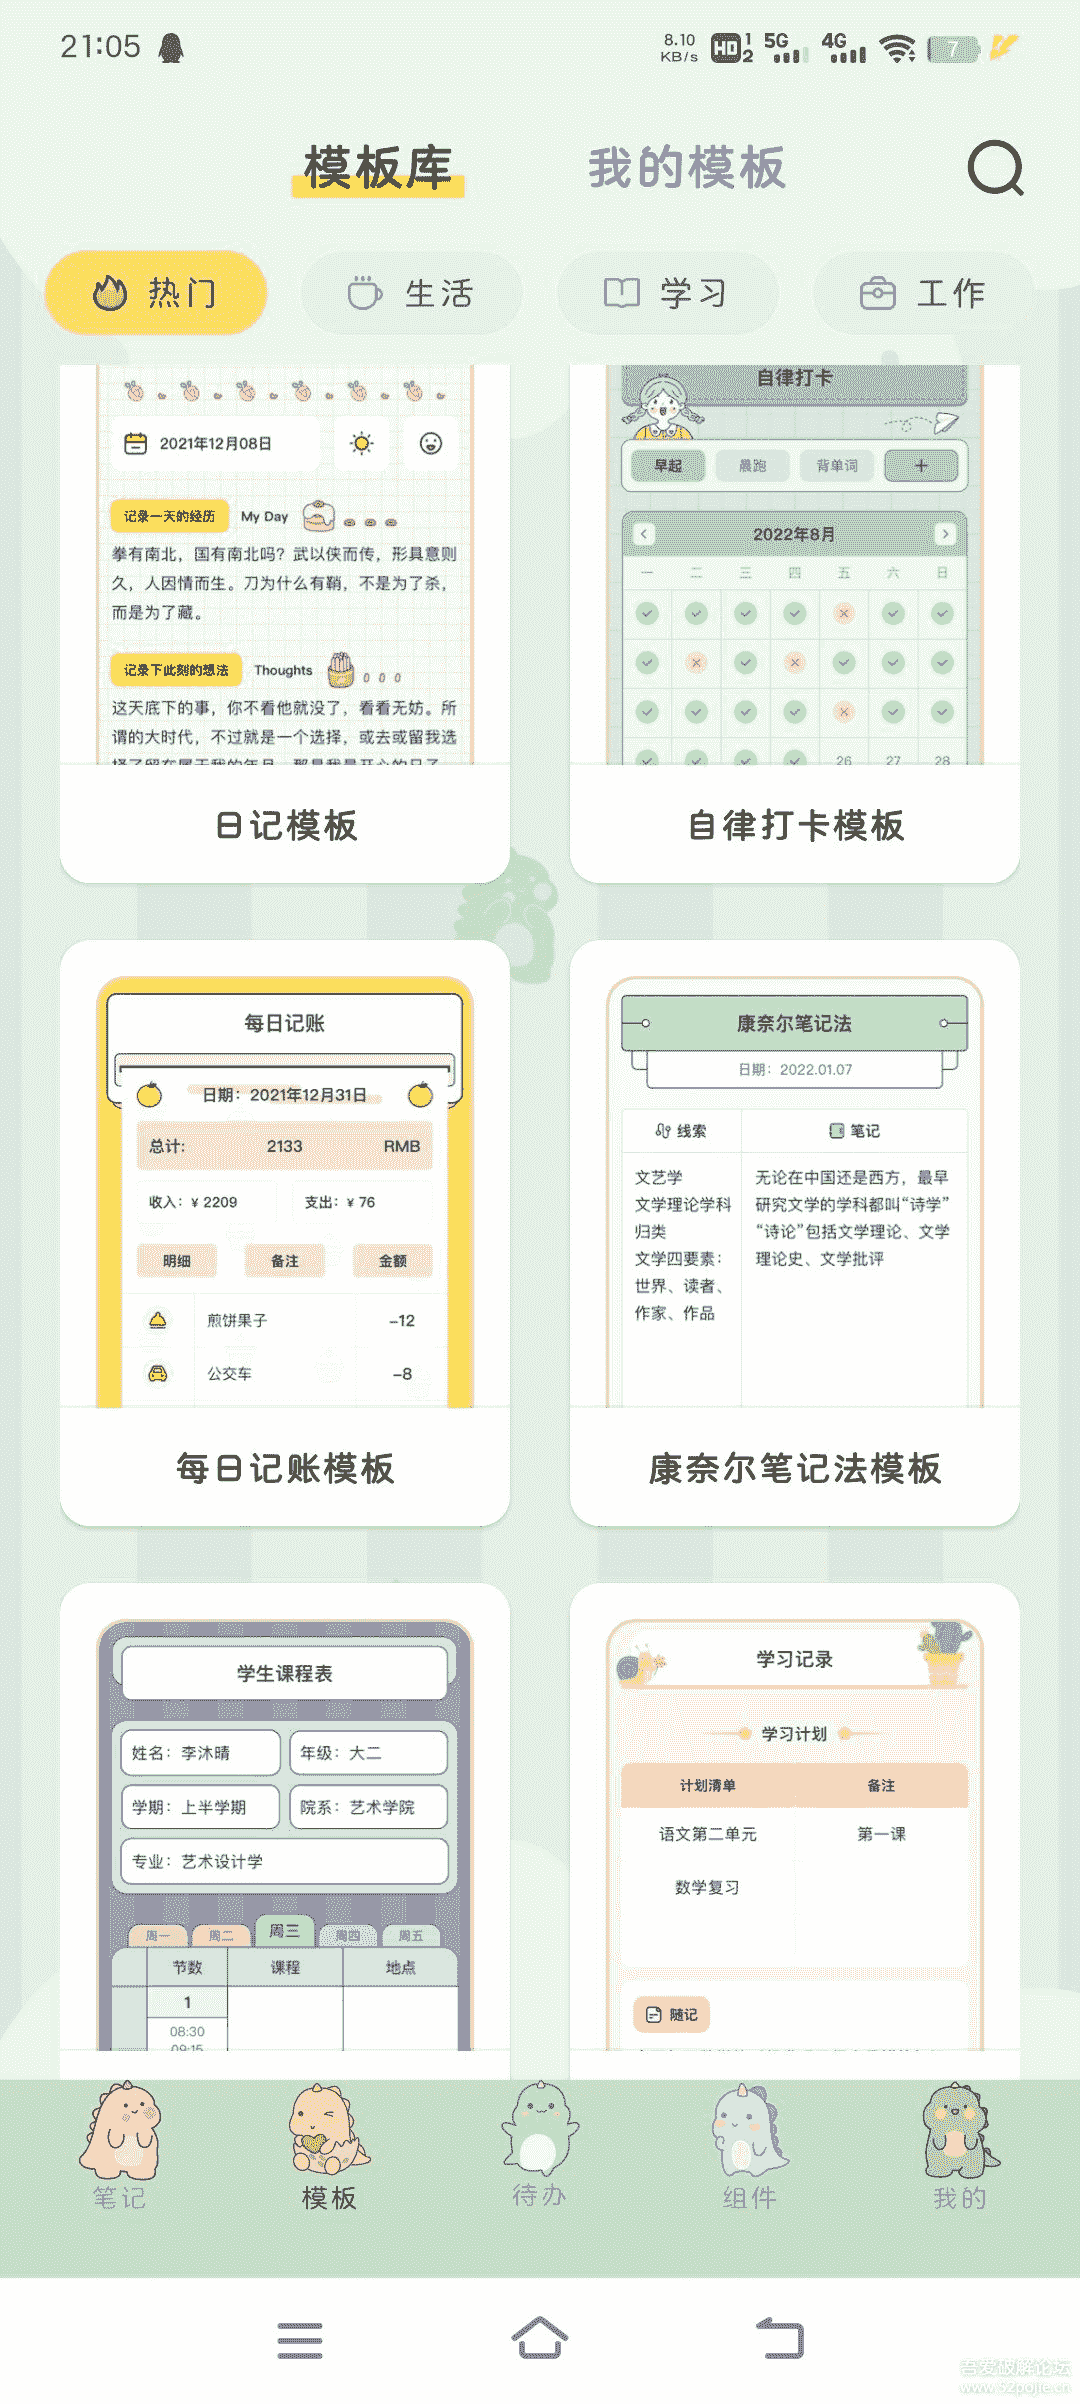 21:05
8.10 KB/s HD 1 2 5G 4G 7
模板库 我的模板
热门 生活 学习 工作
2021年12月08日
记录一天的经历 My Day
拳有南北，国有南北吗？武以侠而传，形具意则
久，人因情而生。刀为什么有鞘，不是为了杀，
而是为了藏。
记录下此刻的想法 Thoughts
这天底下的事，你不看他就没了，看看无妨。所
谓的大时代，不过就是一个选择，或去或留我选
日记模板
自律打卡
早起 晨跑 背单词 +
2022年8月
一 二 三 四 五 六 日
26 27 28
自律打卡模板
每日记账
日期：2021年12月31日
总计: 2133 RMB
收入：¥ 2209 支出：¥ 76
明细 备注 金额
煎饼果子 -12
公交车 -8
每日记账模板
康奈尔笔记法
日期：2022.01.07
线索 笔记
文艺学
文学理论学科
归类
文学四要素：
世界、读者、
作家、作品
无论在中国还是西方，最早
研究文学的学科都叫“诗学”
“诗论”包括文学理论、文学
理论史、文学批评
康奈尔笔记法模板
学生课程表
姓名：李沐晴 年级：大二
学期：上半学期 院系：艺术学院
专业：艺术设计学
周一 周二 周三 周四 周五
节数 课程 地点
1
08:30
09:15
学习记录
学习计划
计划清单 备注
语文第二单元 第一课
数学复习
随记
笔记 模板 待办 组件 我的
吾爱破解论坛
www.52pojie.cn